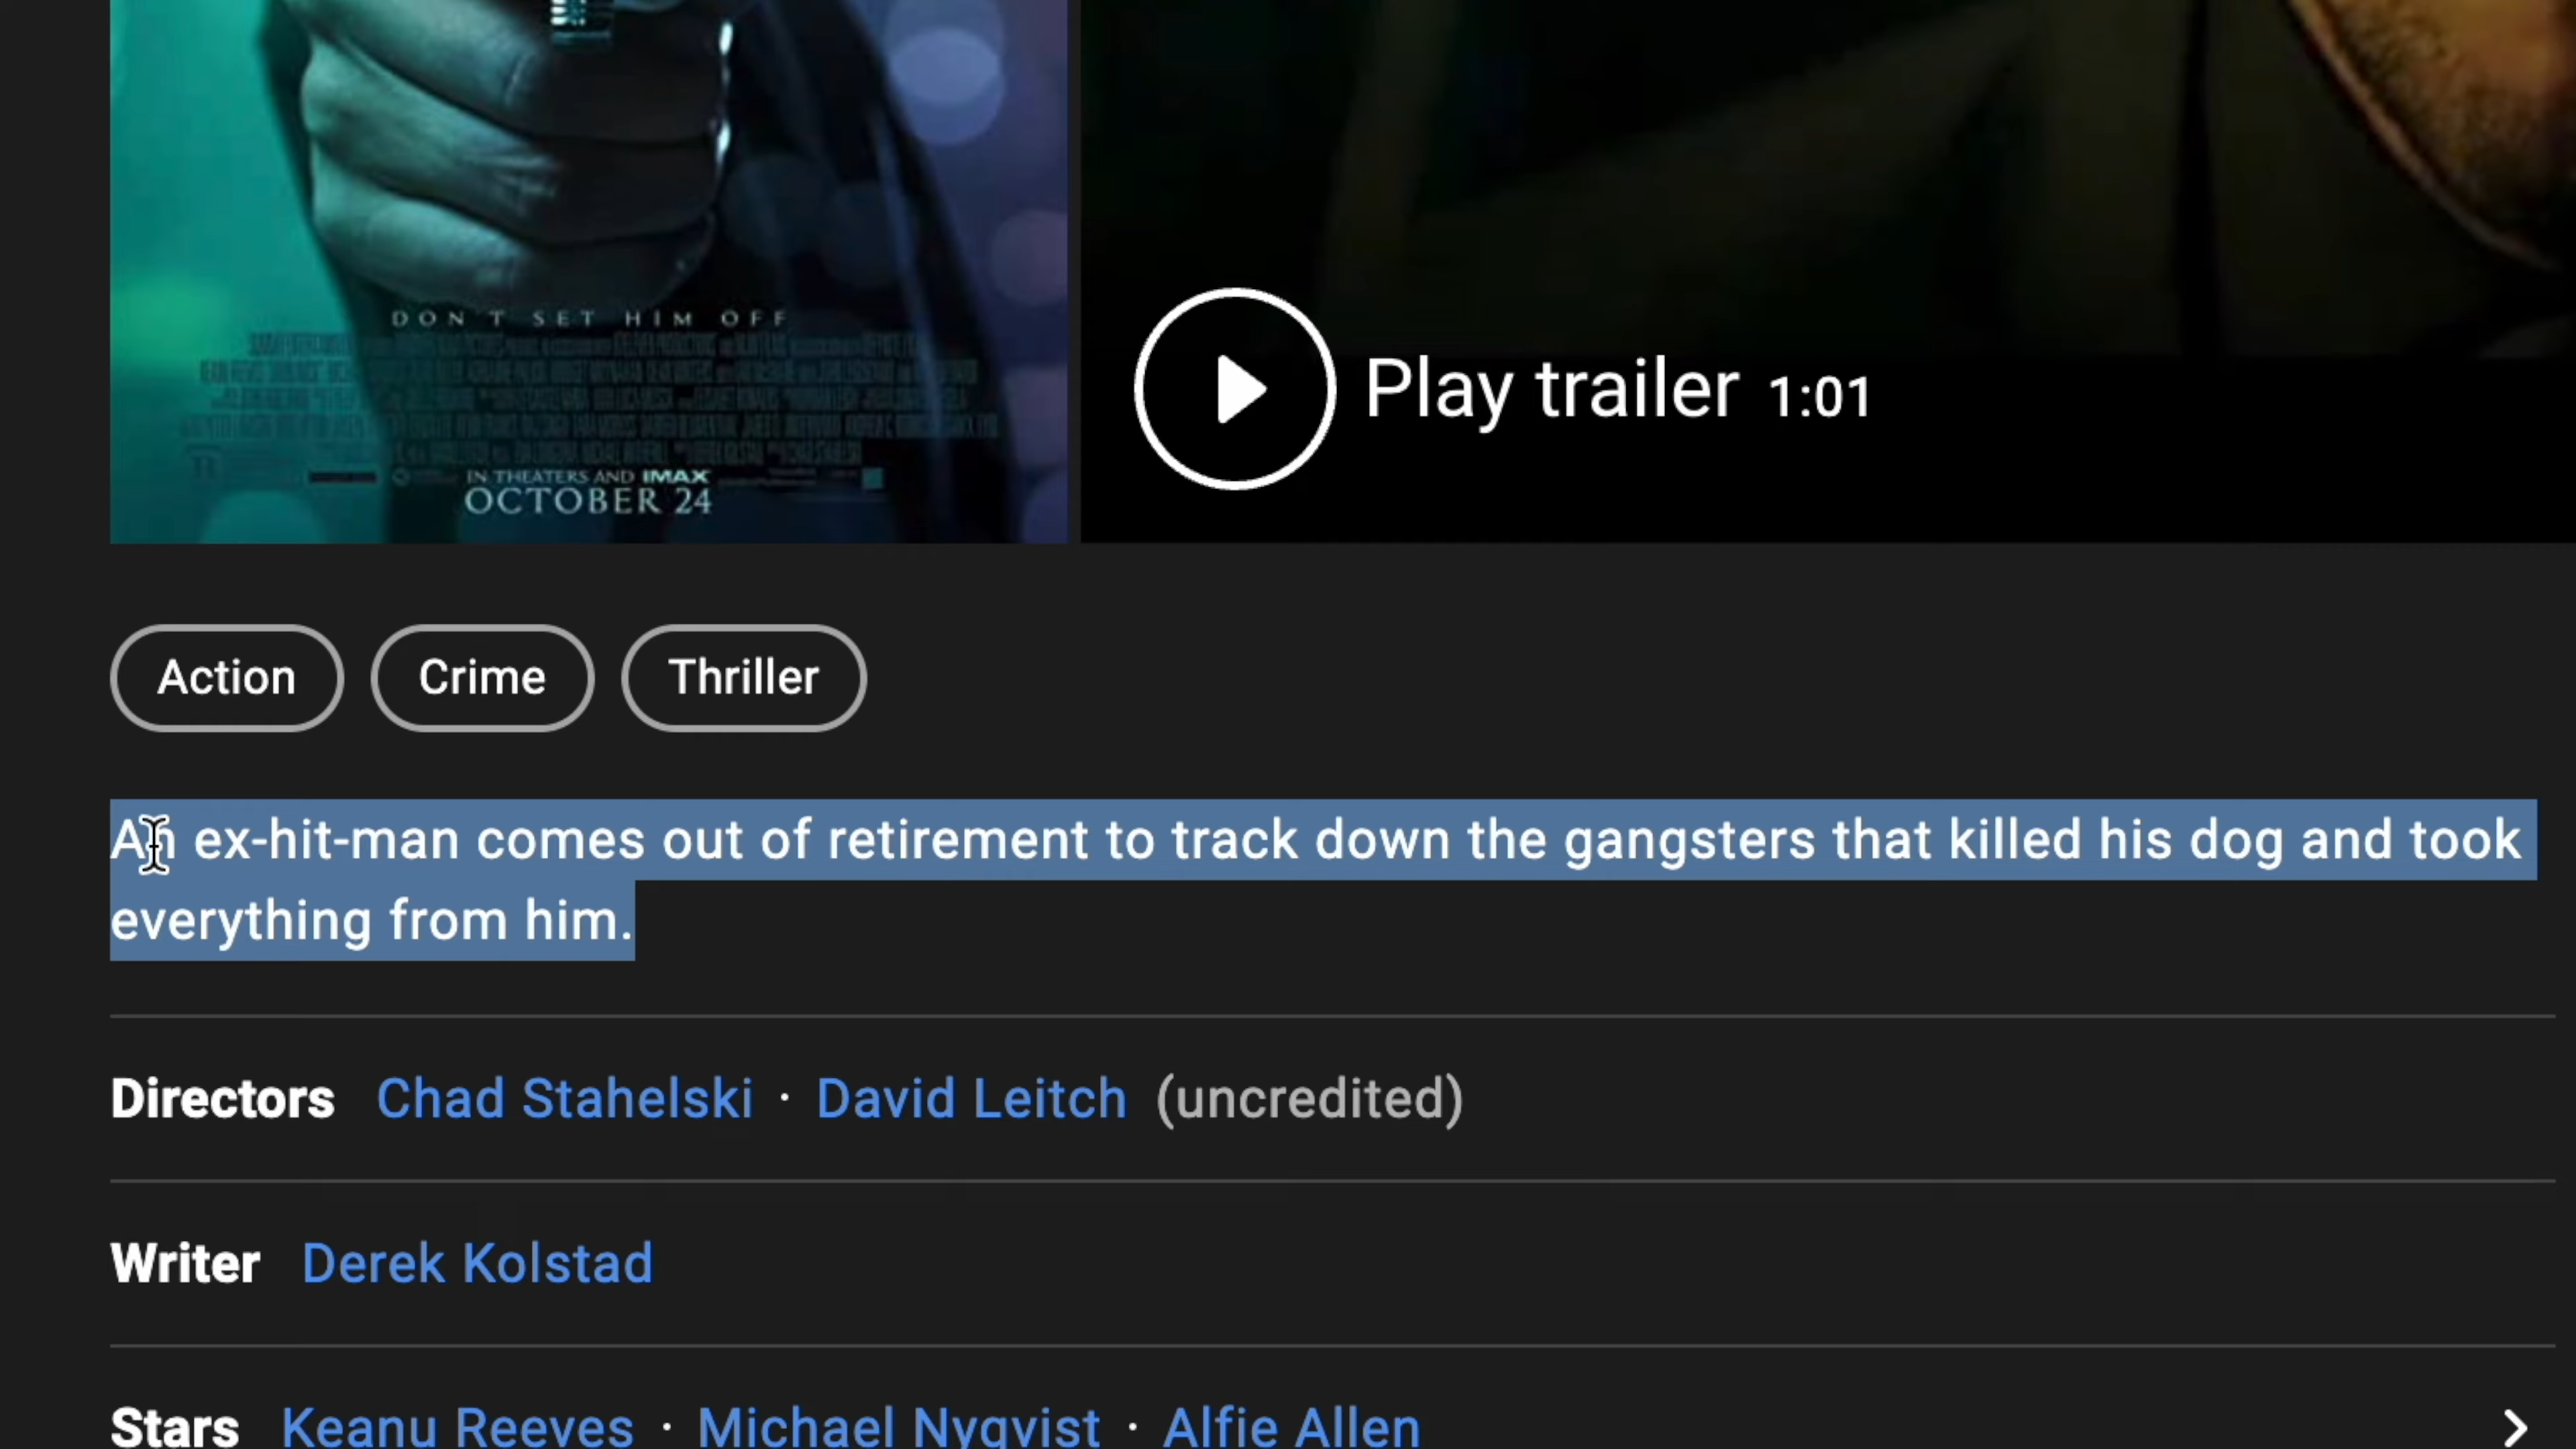 DON'T SET HIM OFF
IN THEATERS AND IMAX
OCTOBER 24
Play trailer 1:01
Action Crime Thriller
An ex-hit-man comes out of retirement to track down the gangsters that killed his dog and took
everything from him.
Directors Chad Stahelski · David Leitch (uncredited)
Writer Derek Kolstad
Stars Keanu Reeves · Michael Nyqvist · Alfie Allen